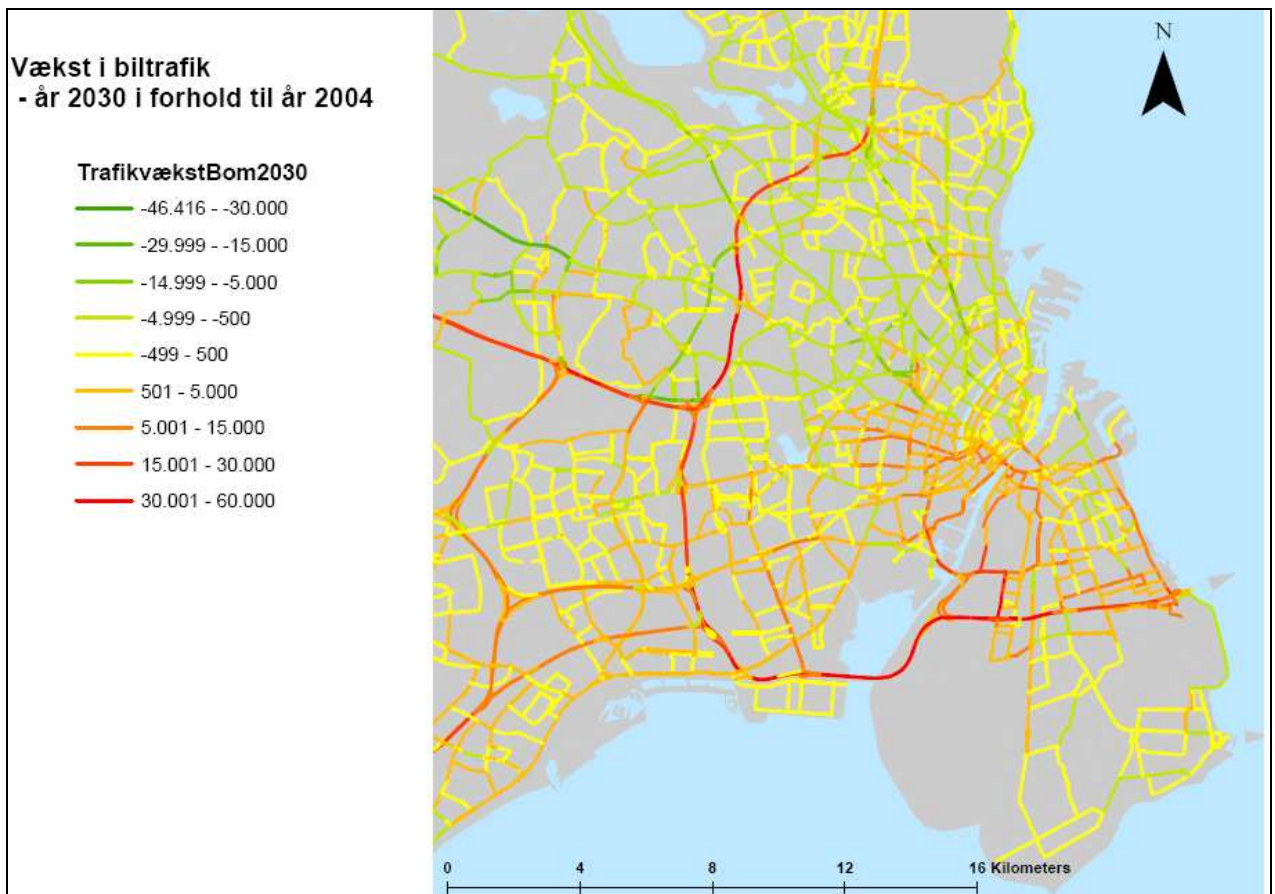 Vækst i biltrafik
- år 2030 i forhold til år 2004
TrafikvækstBom2030
-46.416 - -30.000
-29.999 - -15.000
-14.999 - -5.000
-4.999 - -500
-499 - 500
501 - 5.000
5.001 - 15.000
15.001 - 30.000
30.001 - 60.000
N
0 4 8 12 16 Kilometers